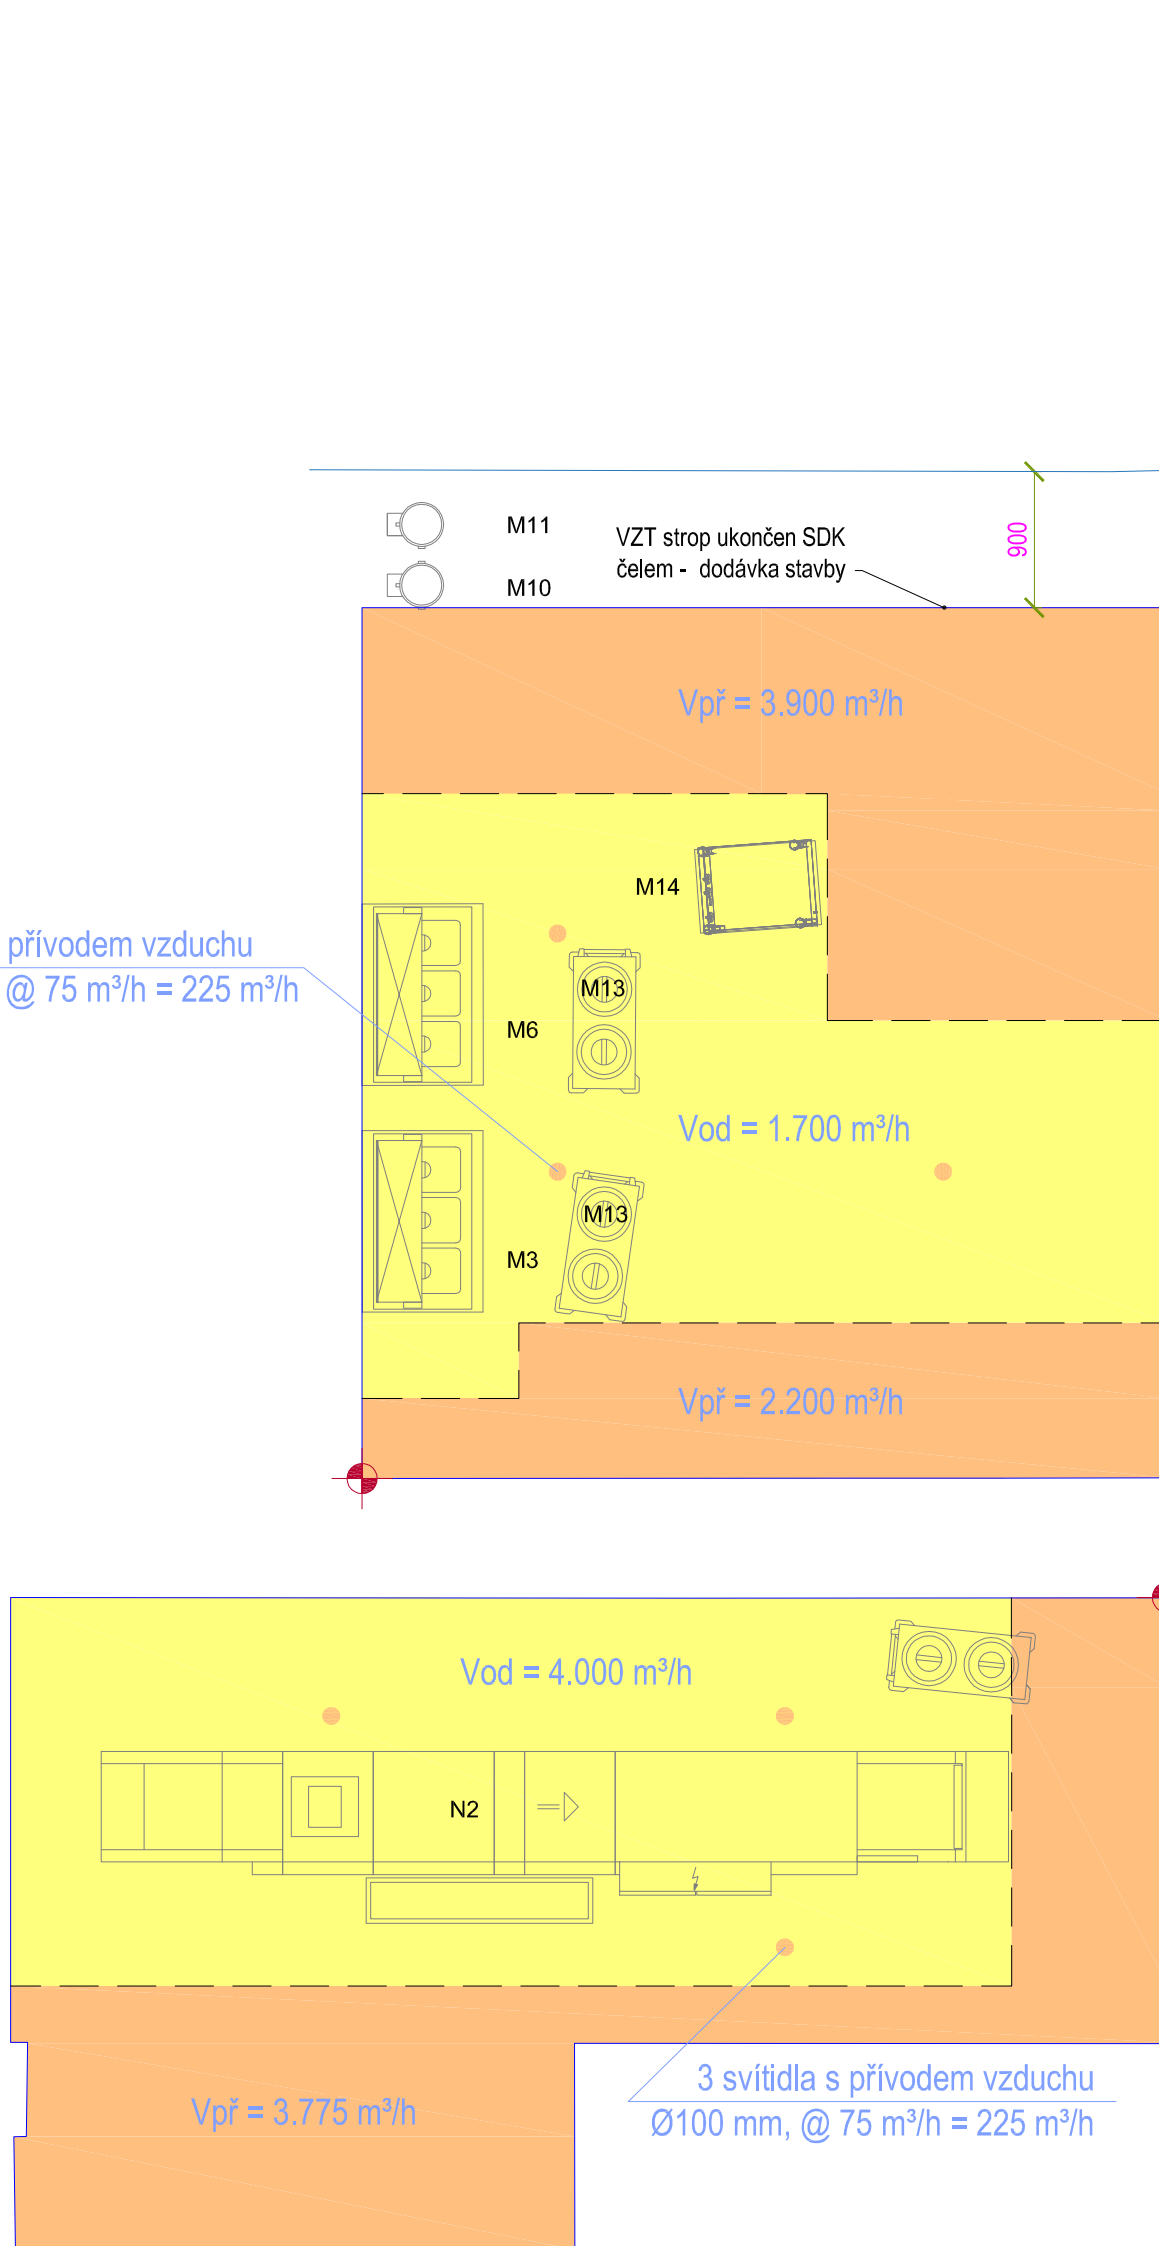 M11
VZT strop ukončen SDK
čelem - dodávka stavby
900
M10
Vpř = 3.900 m³/h
M14
přívodem vzduchu
@ 75 m³/h = 225 m³/h
M13
M6
Vod = 1.700 m³/h
M13
M3
Vpř = 2.200 m³/h
Vod = 4.000 m³/h
N2
3 svítidla s přívodem vzduchu
Ø100 mm, @ 75 m³/h = 225 m³/h
Vpř = 3.775 m³/h